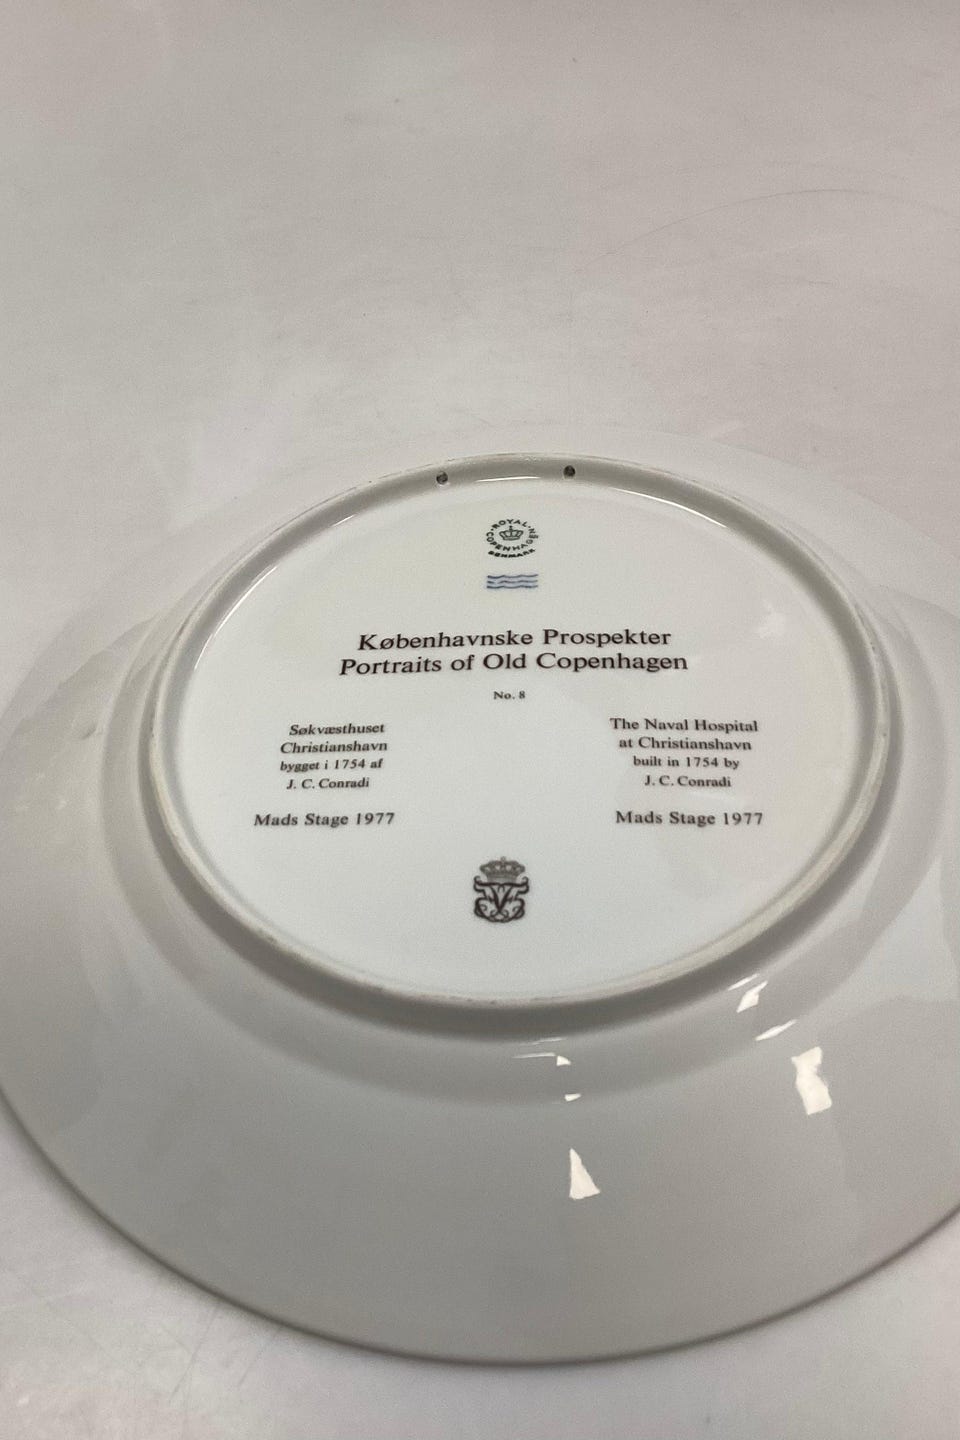 ROYAL COPENHAGEN
DENMARK
Københavnske Prospekter
Portraits of Old Copenhagen
No. 8
Søkvæsthuset
Christianshavn
bygget i 1754 af
J. C. Conradi
Mads Stage 1977
The Naval Hospital
at Christianshavn
built in 1754 by
J. C. Conradi
Mads Stage 1977